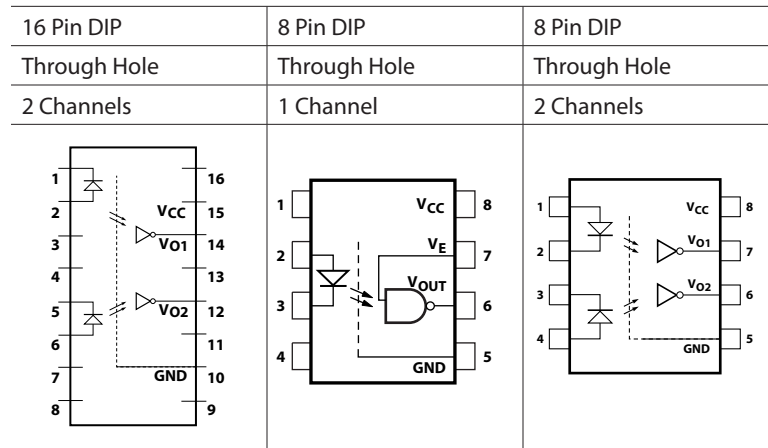 16 Pin DIP
8 Pin DIP
8 Pin DIP
Through Hole
Through Hole
Through Hole
2 Channels
1 Channel
2 Channels
1
16
2
VCC
15
3
VO1
14
4
13
5
VO2
12
6
11
7
GND
10
8
9
1
VCC
8
2
VE
7
3
VOUT
6
4
GND
5
1
VCC
8
2
VO1
7
3
VO2
6
4
GND
5